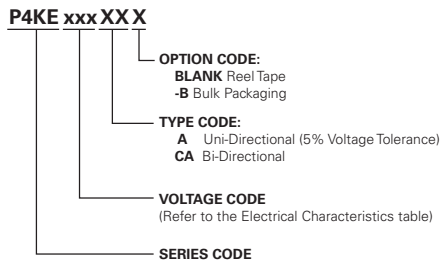 P4KE xxx XX X
OPTION CODE:
BLANK Reel Tape
-B Bulk Packaging
TYPE CODE:
A Uni-Directional (5% Voltage Tolerance)
CA Bi-Directional
VOLTAGE CODE
(Refer to the Electrical Characteristics table)
SERIES CODE